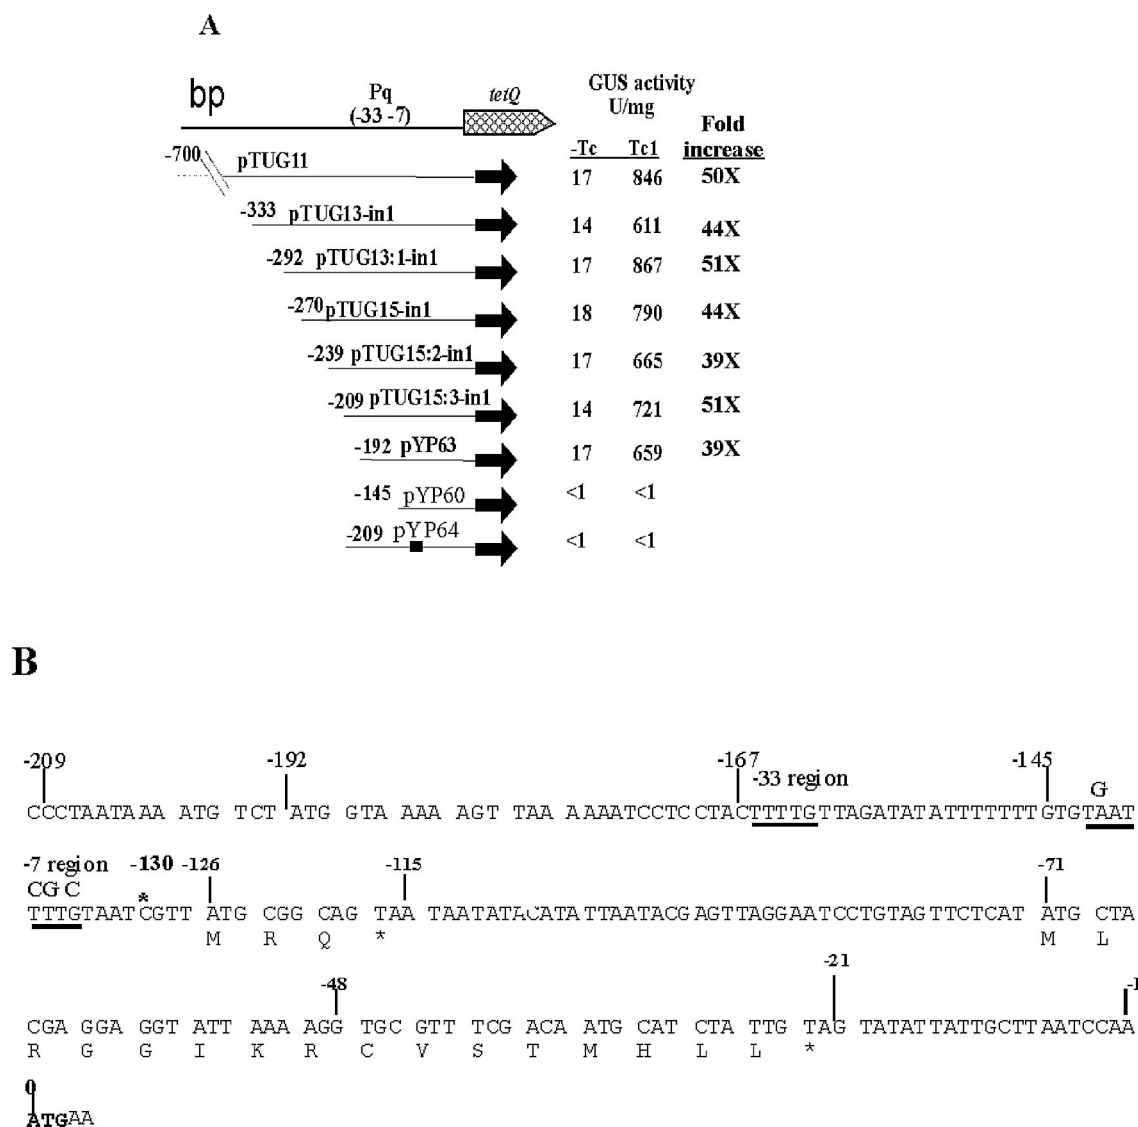 A
bp
Pq
(-33 -7)
tetQ
GUS activity
U/mg
Fold
increase
-Tc Tc1
-700 pTUG11 17 846 50X
-333 pTUG13-in1 14 611 44X
-292 pTUG13:1-in1 17 867 51X
-270 pTUG15-in1 18 790 44X
-239 pTUG15:2-in1 17 665 39X
-209 pTUG15:3-in1 14 721 51X
-192 pYP63 17 659 39X
-145 pYP60 <1 <1
-209 pYP64 <1 <1
B
-209 -192 -167 -145
-33 region G
CCCTAATAAA ATG TCT ATG GTA AAA AGT TAA AAAATCCTCCTACTTTTGTTAGATATATTTTTTTGTGTAAT
-7 region -130 -126 -115 -71
CGC *
TTTGTAATCGTT ATG CGG CAG TAA TAATATACATATTAATACGAGTTAGGAATCCTGTAGTTCTCAT ATG CTA
M R Q * M L
-48 -21 -1
CGA GGA GGT ATT AAA AGG TGC GTT TCG ACA ATG CAT CTA TTG TAG TATATTATTGCTTAATCCAA
R G G I K R C V S T M H L L *
0
ATGAA